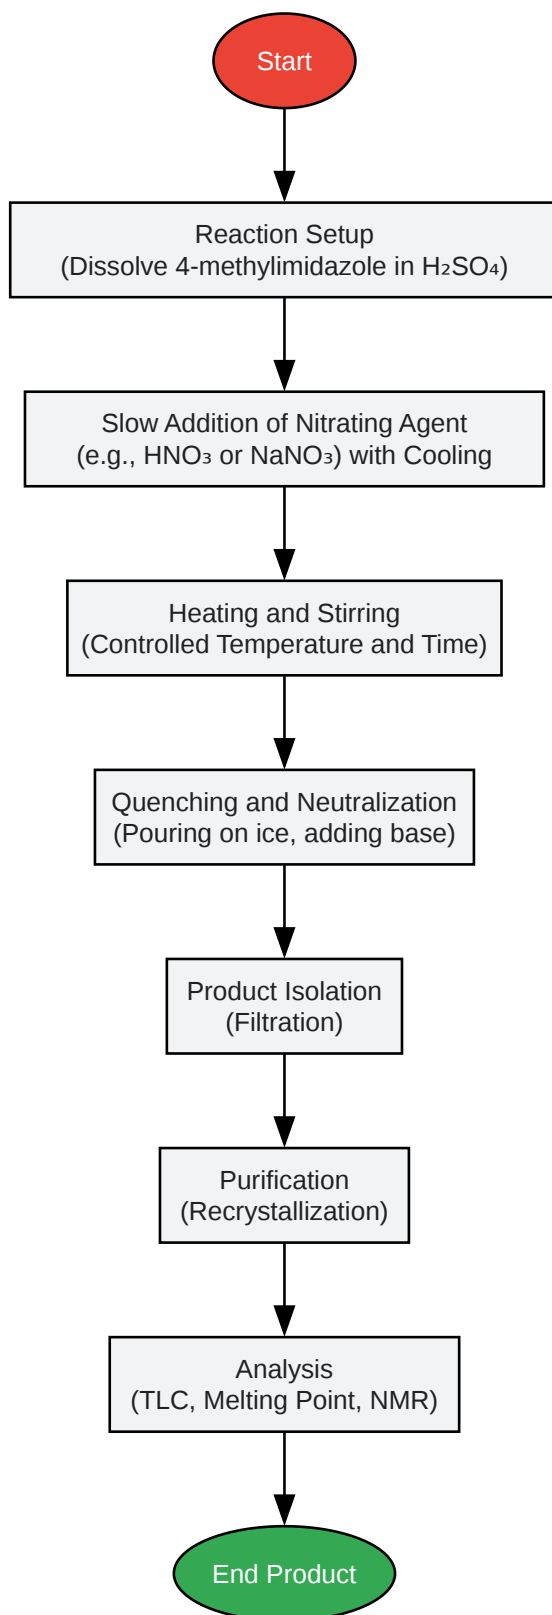 Start
Reaction Setup
(Dissolve 4-methylimidazole in H₂SO₄)
Slow Addition of Nitrating Agent
(e.g., HNO₃ or NaNO₃) with Cooling
Heating and Stirring
(Controlled Temperature and Time)
Quenching and Neutralization
(Pouring on ice, adding base)
Product Isolation
(Filtration)
Purification
(Recrystallization)
Analysis
(TLC, Melting Point, NMR)
End Product